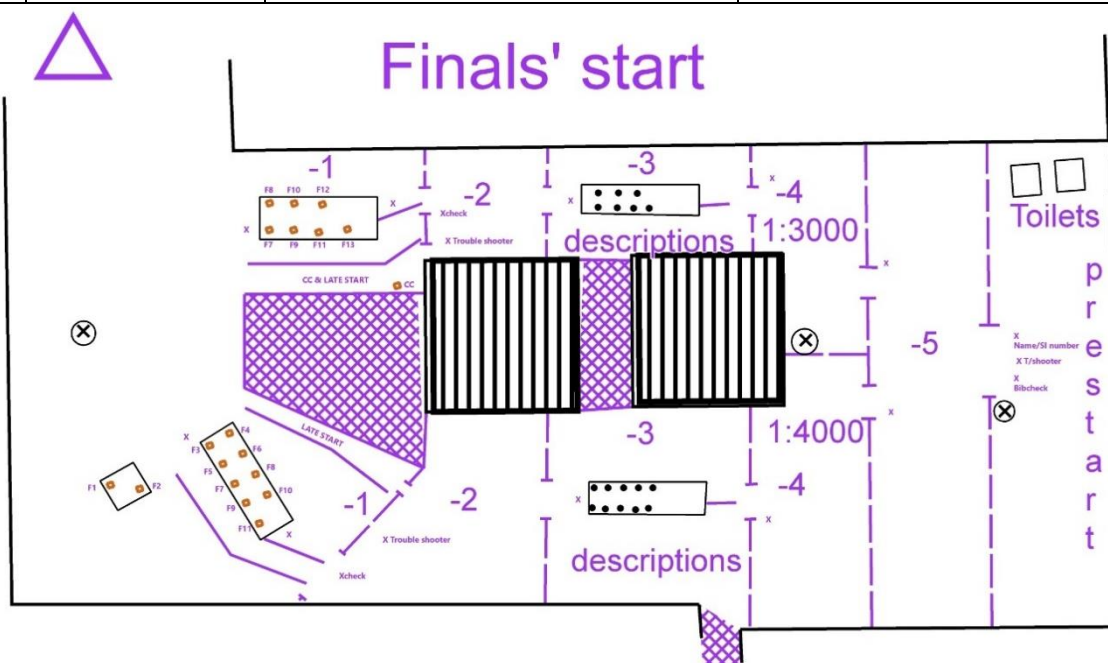 Finals' start
-1
F8 F10 F12
X
X
F7 F9 F11 F13
-2
Xcheck
X Trouble shooter
CC & LATE START
CC
-3
X
descriptions
X
-4
1:3000
X
-5
Toilets
prestart
X
Name/SI number
X T/shooter
X
Bibcheck
X
X
LATE START
X
F3 F4
F5 F6
F7 F8
F9 F10
F11
X
F1 F2
-1
-2
X Trouble shooter
Xcheck
-3
X
descriptions
1:4000
-4
X
X